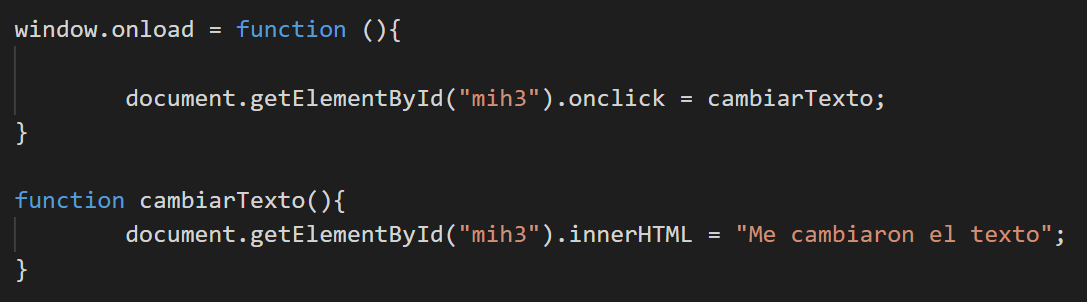 window.onload = function (){
document.getElementById("mih3").onclick = cambiarTexto;
}
function cambiarTexto(){
document.getElementById("mih3").innerHTML = "Me cambiaron el texto";
}